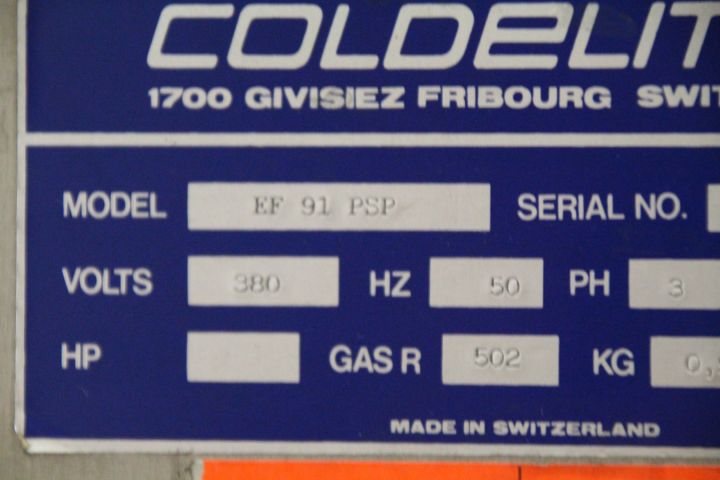 COLDELIT
1700 GIVISIEZ FRIBOURG SWIT
MODEL EF 91 PSP SERIAL NO.
VOLTS 380 HZ 50 PH 3
HP GAS R 502 KG 0,
MADE IN SWITZERLAND